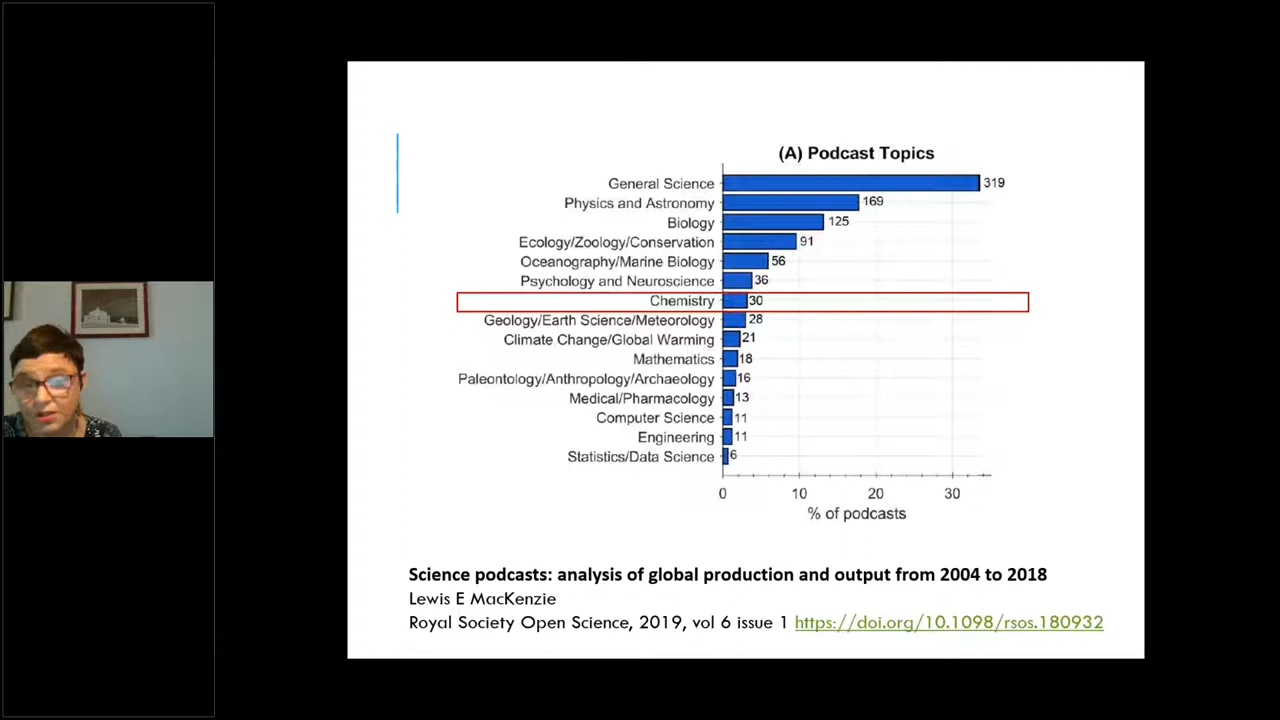 (A) Podcast Topics
General Science 319
Physics and Astronomy 169
Biology 125
Ecology/Zoology/Conservation 91
Oceanography/Marine Biology 56
Psychology and Neuroscience 36
Chemistry 30
Geology/Earth Science/Meteorology 28
Climate Change/Global Warming 21
Mathematics 18
Paleontology/Anthropology/Archaeology 16
Medical/Pharmacology 13
Computer Science 11
Engineering 11
Statistics/Data Science 6
0 10 20 30
% of podcasts
Science podcasts: analysis of global production and output from 2004 to 2018
Lewis E MacKenzie
Royal Society Open Science, 2019, vol 6 issue 1 https://doi.org/10.1098/rsos.180932